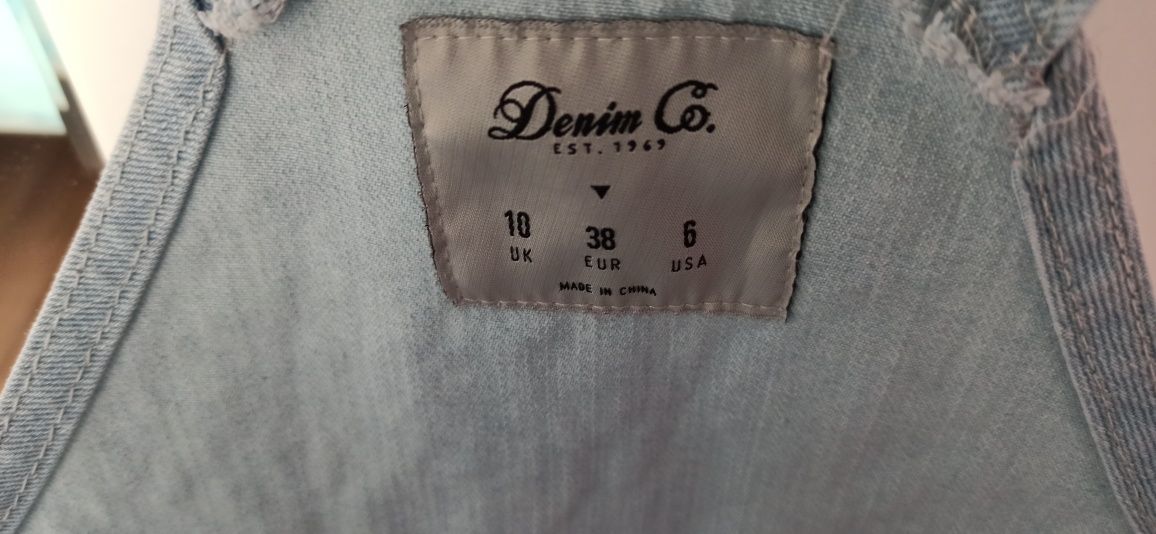 Denim Co.
EST. 1969
10 38 6
UK EUR USA
MADE IN CHINA